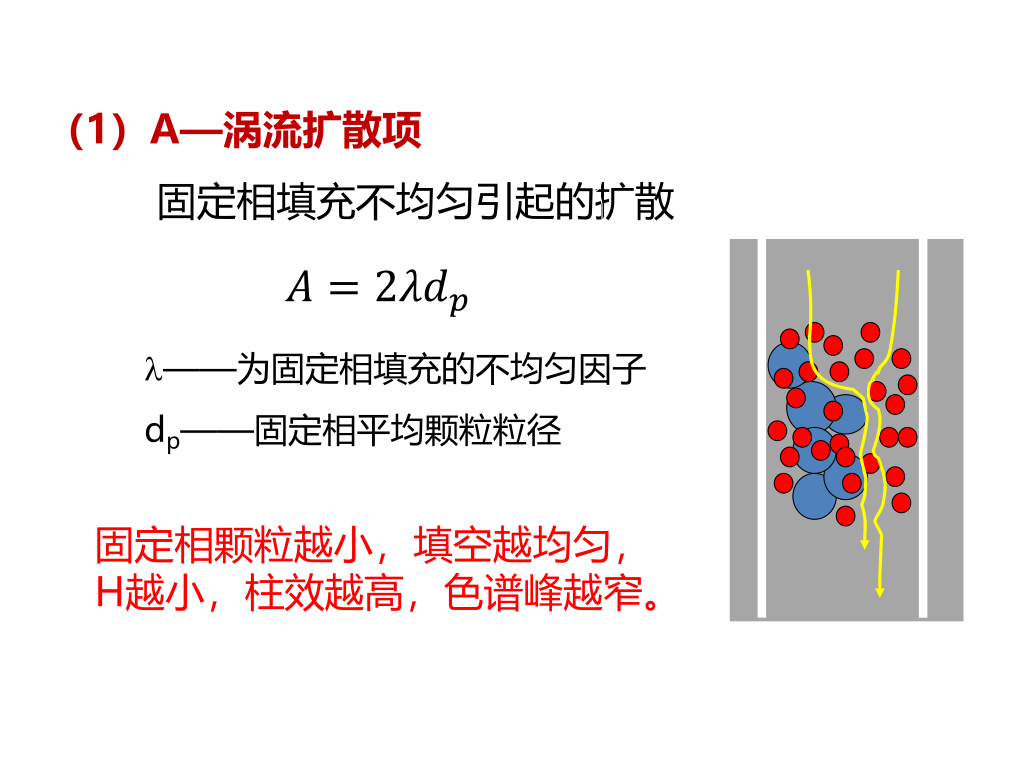 （1）A—涡流扩散项
固定相填充不均匀引起的扩散
A = 2λd_p
λ——为固定相填充的不均匀因子
d_p——固定相平均颗粒粒径
固定相颗粒越小，填空越均匀，
H越小，柱效越高，色谱峰越窄。